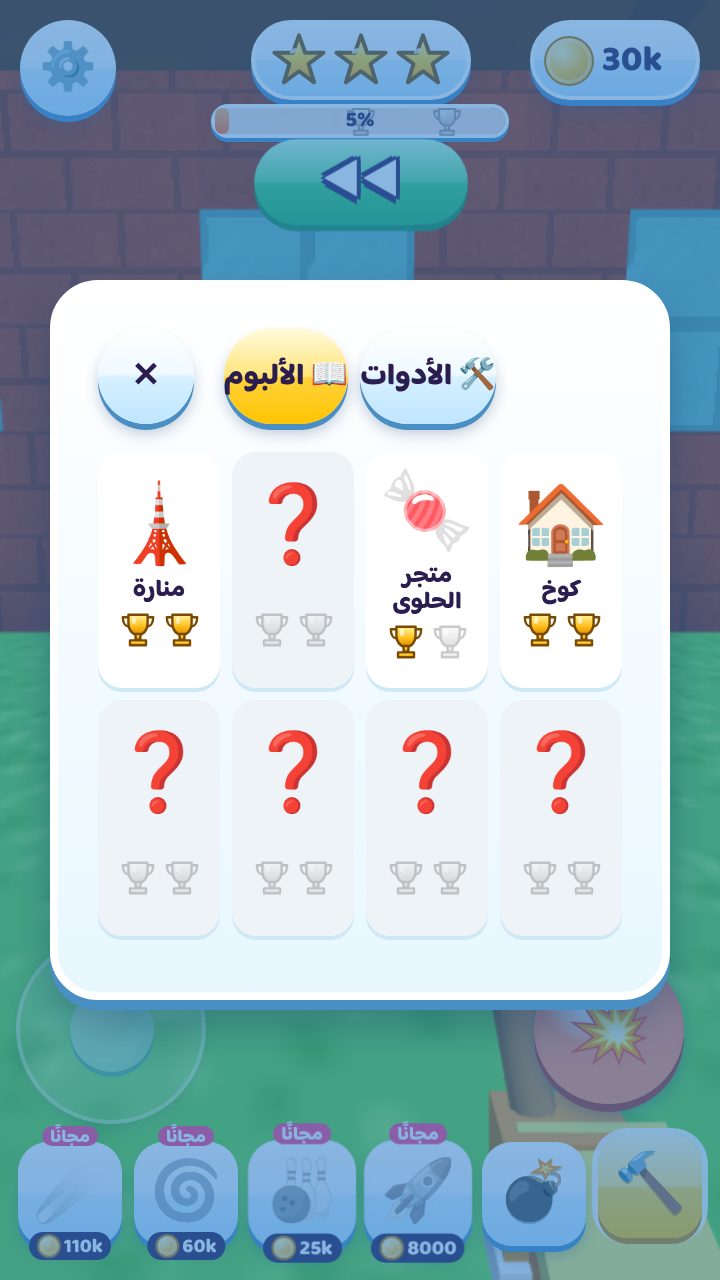 30k
5%
🛠️ الأدوات
📖 الألبوم
✕
كوخ
متجر
الحلوى
منارة
مجانًا
مجانًا
مجانًا
مجانًا
8000
25k
60k
110k